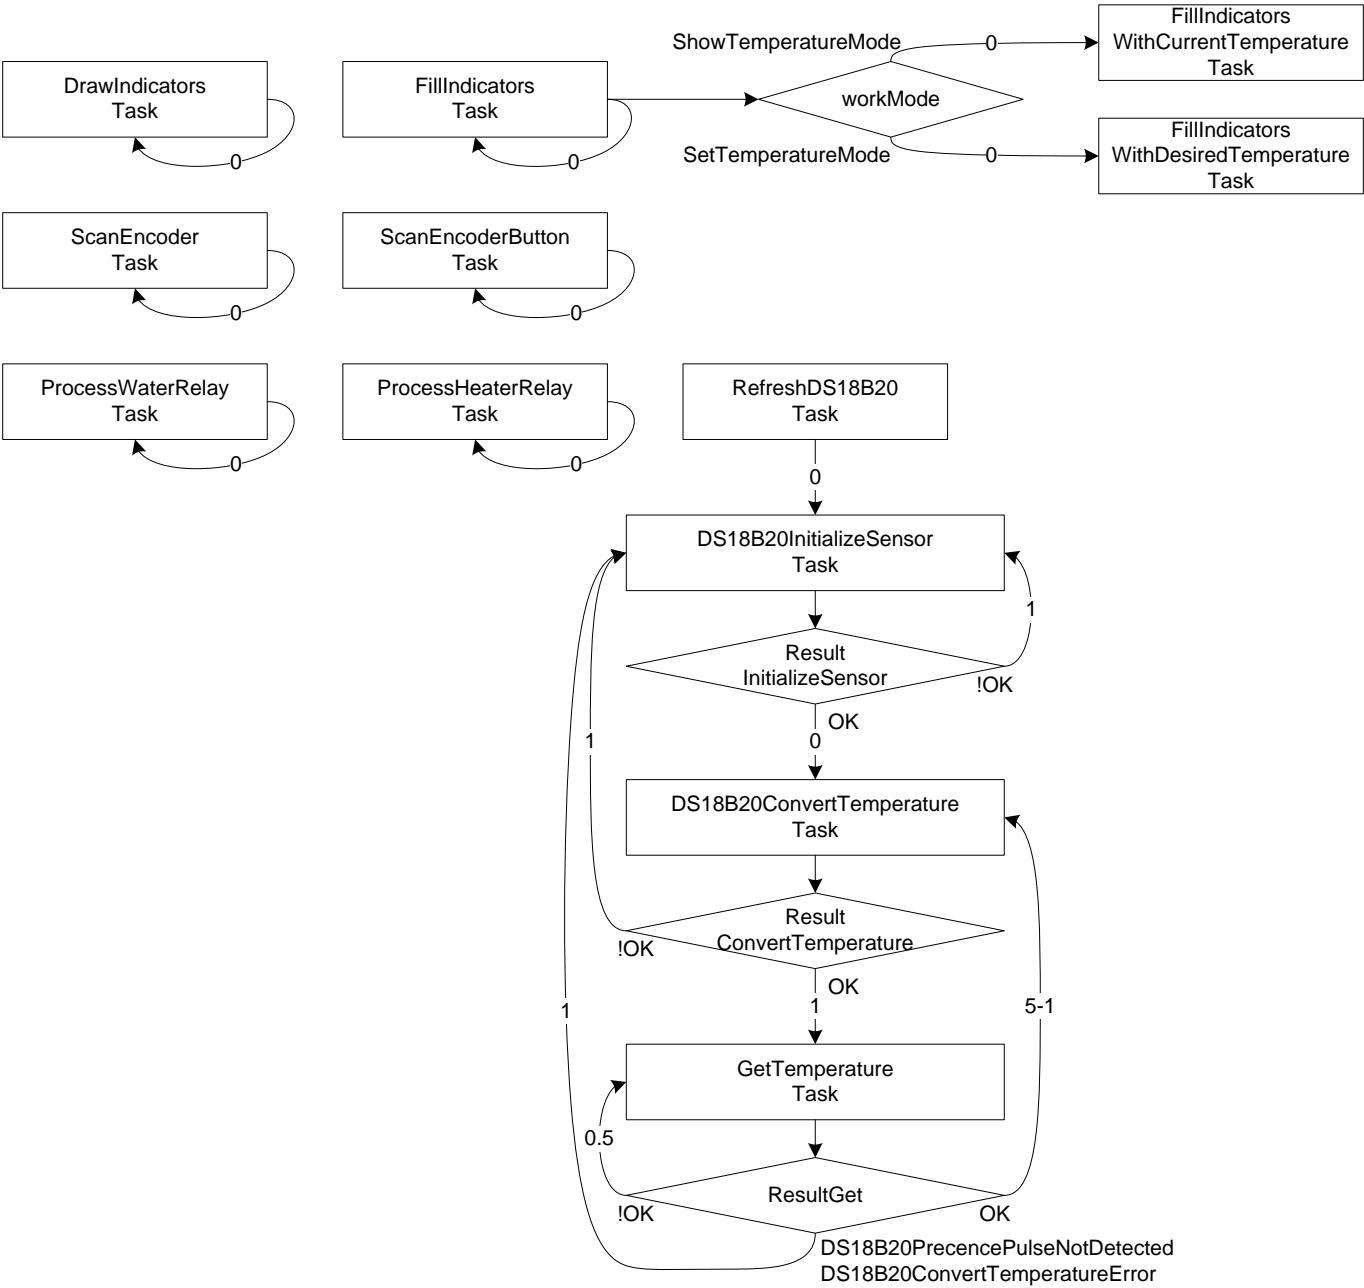 ShowTemperatureMode
0
FillIndicators
WithCurrentTemperature
Task
DrawIndicators
Task
0
FillIndicators
Task
0
workMode
SetTemperatureMode
0
FillIndicators
WithDesiredTemperature
Task
ScanEncoder
Task
0
ScanEncoderButton
Task
0
ProcessWaterRelay
Task
0
ProcessHeaterRelay
Task
0
RefreshDS18B20
Task
0
DS18B20InitializeSensor
Task
1
Result
InitializeSensor
!OK
OK
0
1
DS18B20ConvertTemperature
Task
Result
ConvertTemperature
!OK
OK
1
1
5-1
GetTemperature
Task
0.5
ResultGet
!OK
OK
DS18B20PrecencePulseNotDetected
DS18B20ConvertTemperatureError